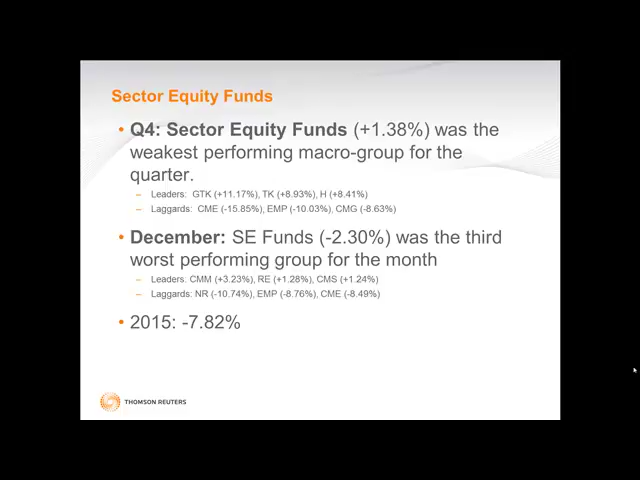 Sector Equity Funds
• Q4: Sector Equity Funds (+1.38%) was the
weakest performing macro-group for the
quarter.
– Leaders: GTK (+11.17%), TK (+8.93%), H (+8.41%)
– Laggards: CME (-15.85%), EMP (-10.03%), CMG (-8.63%)
• December: SE Funds (-2.30%) was the third
worst performing group for the month
– Leaders: CMM (+3.23%), RE (+1.28%), CMS (+1.24%)
– Laggards: NR (-10.74%), EMP (-8.76%), CME (-8.49%)
• 2015: -7.82%
THOMSON REUTERS